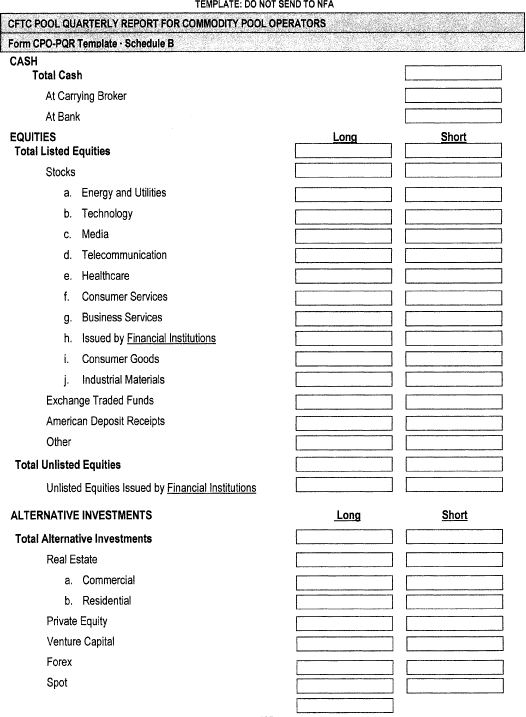 TEMPLATE: DO NOT SEND TO NFA
CFTC POOL QUARTERLY REPORT FOR COMMODITY POOL OPERATORS
Form CPO-PQR Template · Schedule B
CASH
Total Cash
At Carrying Broker
At Bank
EQUITIES Long Short
Total Listed Equities
Stocks
a. Energy and Utilities
b. Technology
c. Media
d. Telecommunication
e. Healthcare
f. Consumer Services
g. Business Services
h. Issued by Financial Institutions
i. Consumer Goods
j. Industrial Materials
Exchange Traded Funds
American Deposit Receipts
Other
Total Unlisted Equities
Unlisted Equities Issued by Financial Institutions
ALTERNATIVE INVESTMENTS Long Short
Total Alternative Investments
Real Estate
a. Commercial
b. Residential
Private Equity
Venture Capital
Forex
Spot